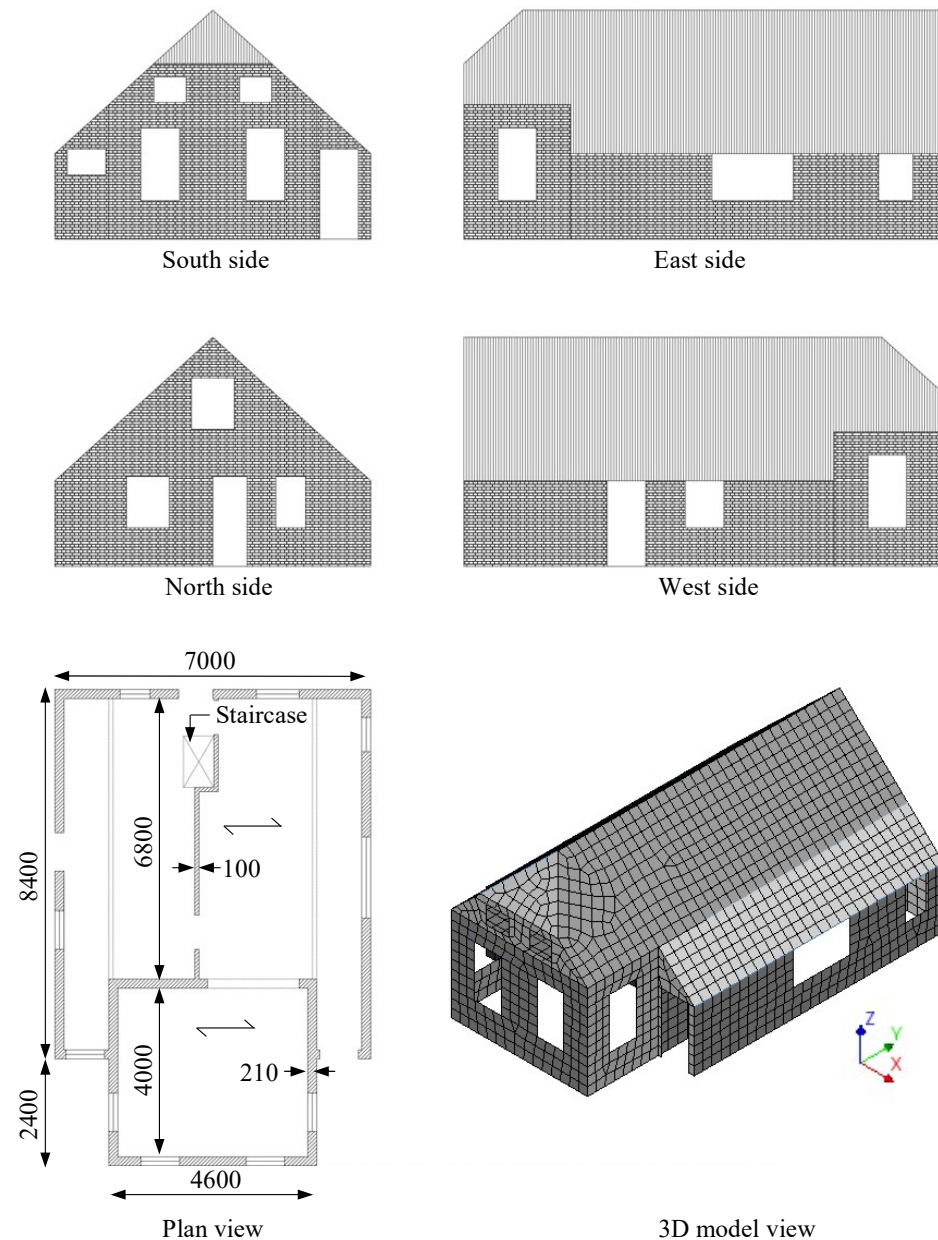 South side
East side
North side
West side
7000
Staircase
8400
6800
100
4000
210
2400
4600
Z
Y
X
Plan view
3D model view